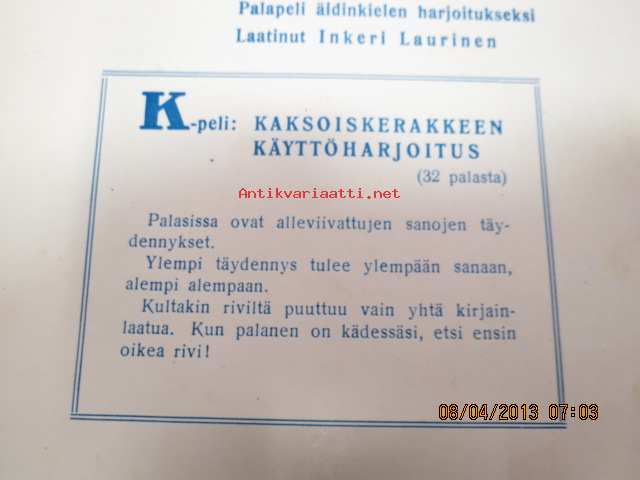 Palapeli äidinkielen harjoitukseksi
Laatinut Inkeri Laurinen
K-peli: KAKSOISKERAKKEEN
KÄYTTÖHARJOITUS
(32 palasta)
Antikvariaatti.net
Palasissa ovat alleviivattujen sanojen täy-
dennykset.
Ylempi täydennys tulee ylempään sanaan,
alempi alempaan.
Kultakin riviltä puuttuu vain yhtä kirjain-
laatua. Kun palanen on kädessäsi, etsi ensin
oikea rivi!
08/04/2013 07:03